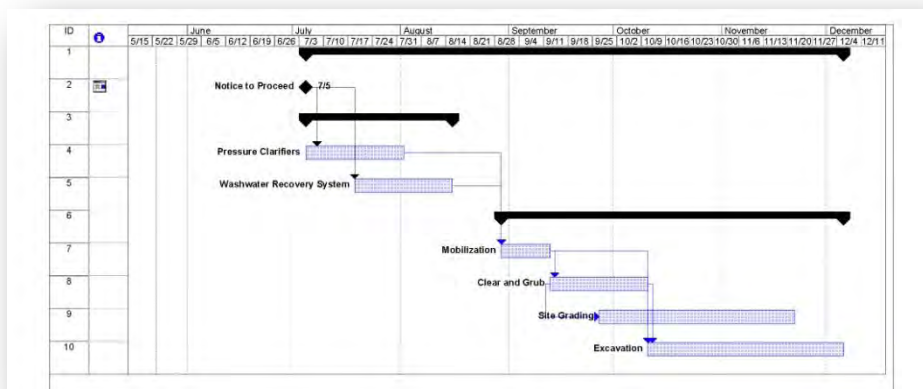 ID
June July August September October November December
5/15 5/22 5/29 6/5 6/12 6/19 6/26 7/3 7/10 7/17 7/24 7/31 8/7 8/14 8/21 8/28 9/4 9/11 9/18 9/25 10/2 10/9 10/16 10/23 10/30 11/6 11/13 11/20 11/27 12/4 12/11
1
2 Notice to Proceed 7/5
3
4 Pressure Clarifiers
5 Washwater Recovery System
6
7 Mobilization
8 Clear and Grub
9 Site Grading
10 Excavation